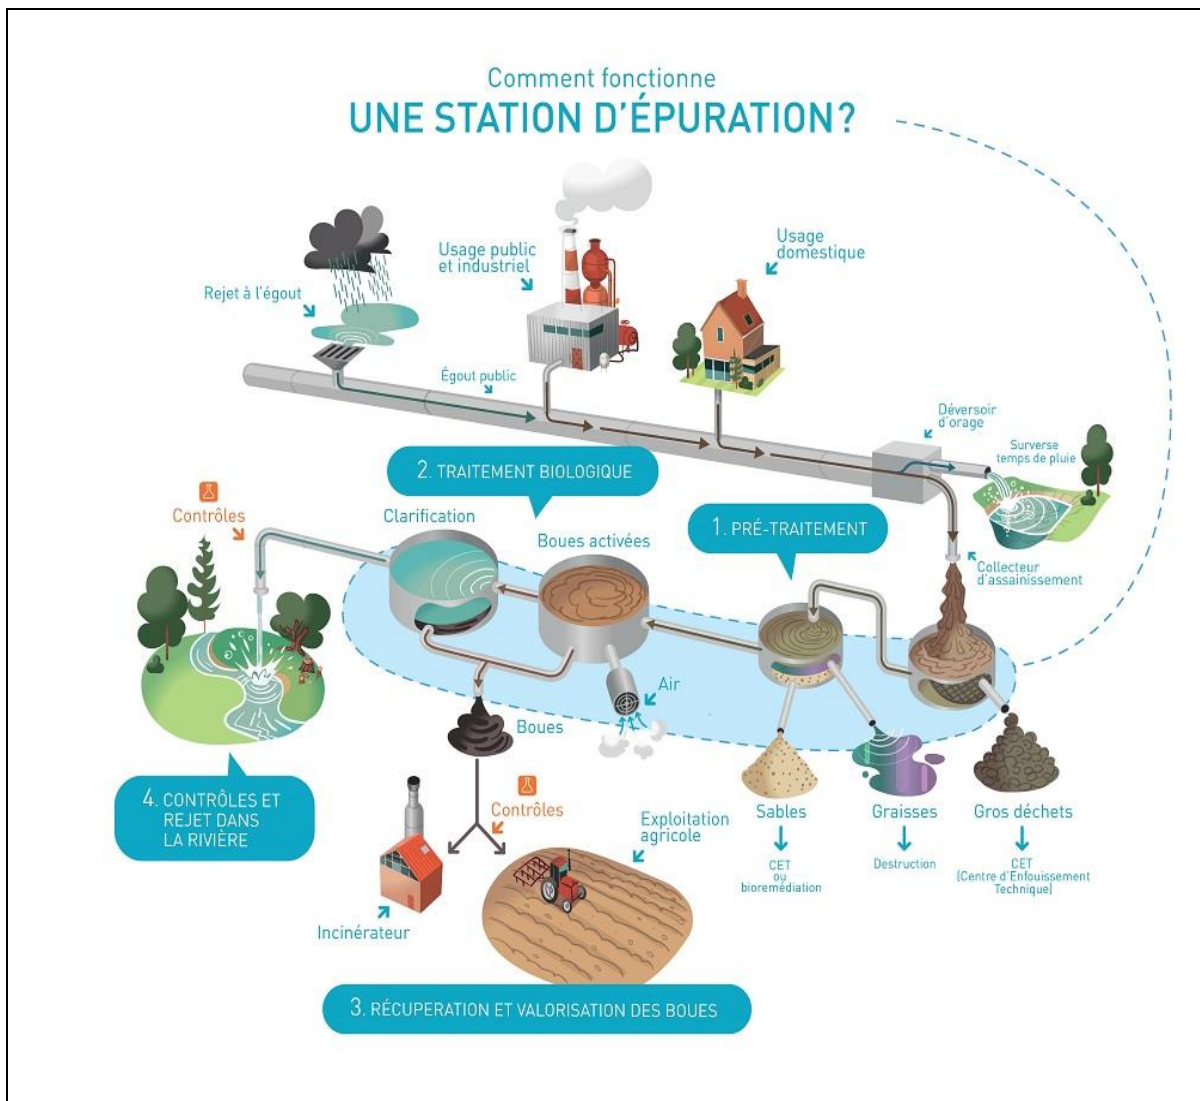 Comment fonctionne
UNE STATION D'ÉPURATION?
Rejet à l'égout
Usage public
et industriel
Usage
domestique
Égout public
Déversoir
d'orage
Surverse
temps de pluie
Collecteur
d'assainissement
1. PRÉ-TRAITEMENT
2. TRAITEMENT BIOLOGIQUE
Clarification
Boues activées
Contrôles
Air
Boues
Sables
CET
ou
bioremédiation
Graisses
Destruction
Gros déchets
CET
(Centre d'Enfouissement
Technique)
4. CONTRÔLES ET
REJET DANS
LA RIVIÈRE
Contrôles
Exploitation
agricole
Incinérateur
3. RÉCUPERATION ET VALORISATION DES BOUES